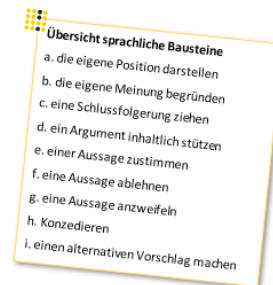 Übersicht sprachliche Bausteine
a. die eigene Position darstellen
b. die eigene Meinung begründen
c. eine Schlussfolgerung ziehen
d. ein Argument inhaltlich stützen
e. einer Aussage zustimmen
f. eine Aussage ablehnen
g. eine Aussage anzweifeln
h. Konzedieren
i. einen alternativen Vorschlag machen